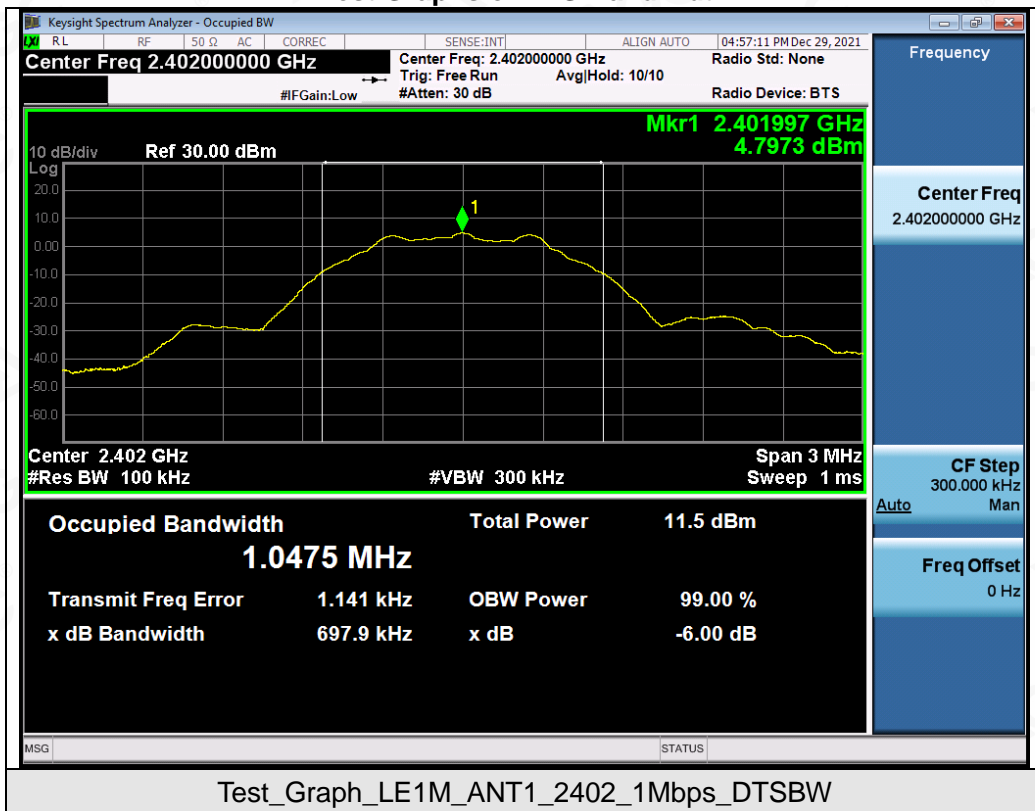 Keysight Spectrum Analyzer - Occupied BW
LXI RL RF 50 Ω AC CORREC SENSE:INT ALIGN AUTO 04:57:11 PM Dec 29, 2021
Center Freq 2.402000000 GHz
Center Freq: 2.402000000 GHz
Radio Std: None
Trig: Free Run Avg|Hold: 10/10
#IFGain:Low
#Atten: 30 dB
Radio Device: BTS
Mkr1 2.401997 GHz
4.7973 dBm
10 dB/div Ref 30.00 dBm
Log
20.0
10.0
0.00
-10.0
-20.0
-30.0
-40.0
-50.0
-60.0
1
Center 2.402 GHz
Span 3 MHz
#Res BW 100 kHz
#VBW 300 kHz
Sweep 1 ms
Occupied Bandwidth
Total Power 11.5 dBm
1.0475 MHz
Transmit Freq Error 1.141 kHz
OBW Power 99.00 %
x dB Bandwidth 697.9 kHz
x dB -6.00 dB
Frequency
Center Freq
2.402000000 GHz
CF Step
300.000 kHz
Auto Man
Freq Offset
0 Hz
MSG
STATUS
Test_Graph_LE1M_ANT1_2402_1Mbps_DTSBW